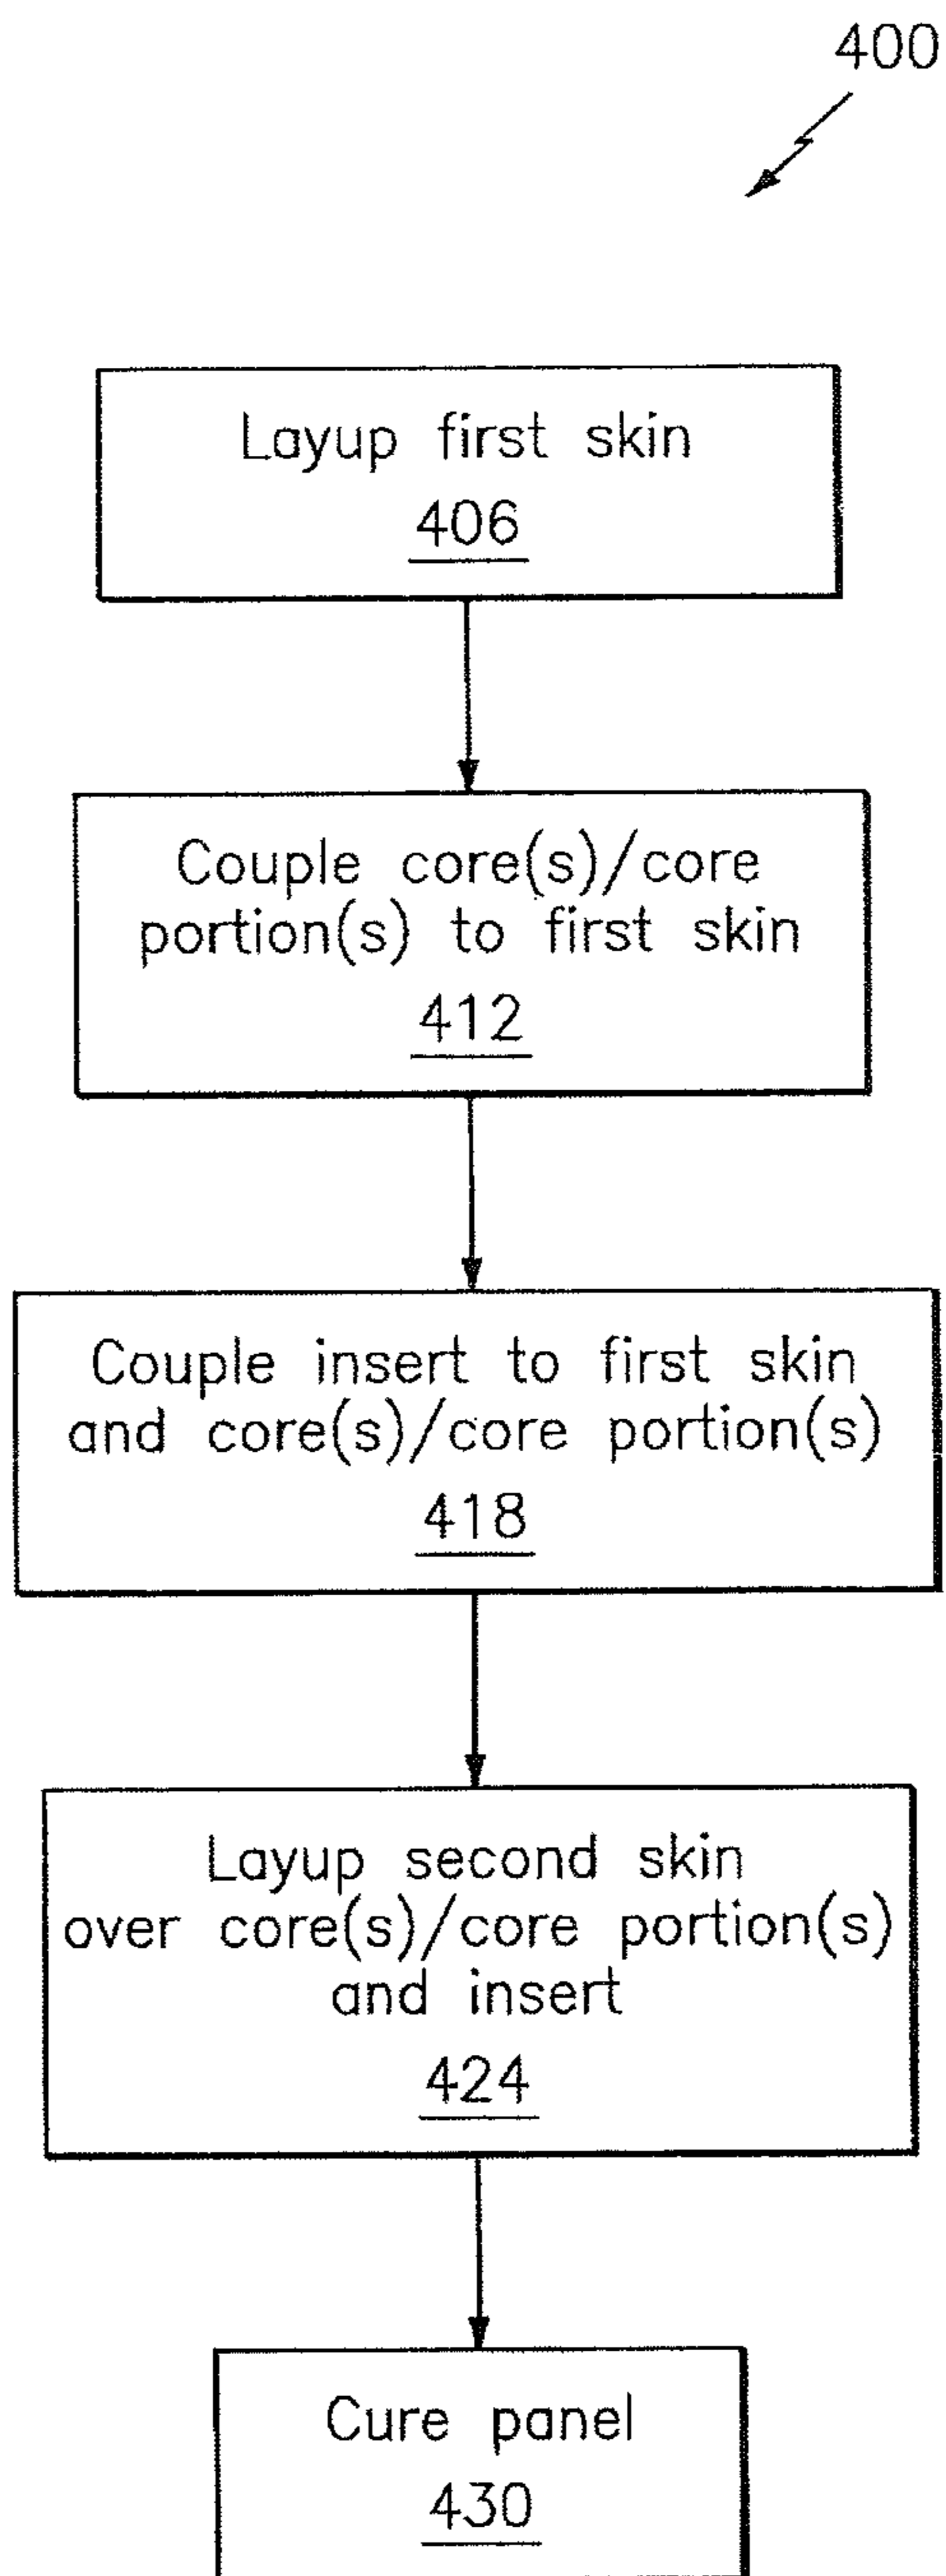 400
Layup first skin
406
Couple core(s)/core
portion(s) to first skin
412
Couple insert to first skin
and core(s)/core portion(s)
418
Layup second skin
over core(s)/core portion(s)
and insert
424
Cure panel
430